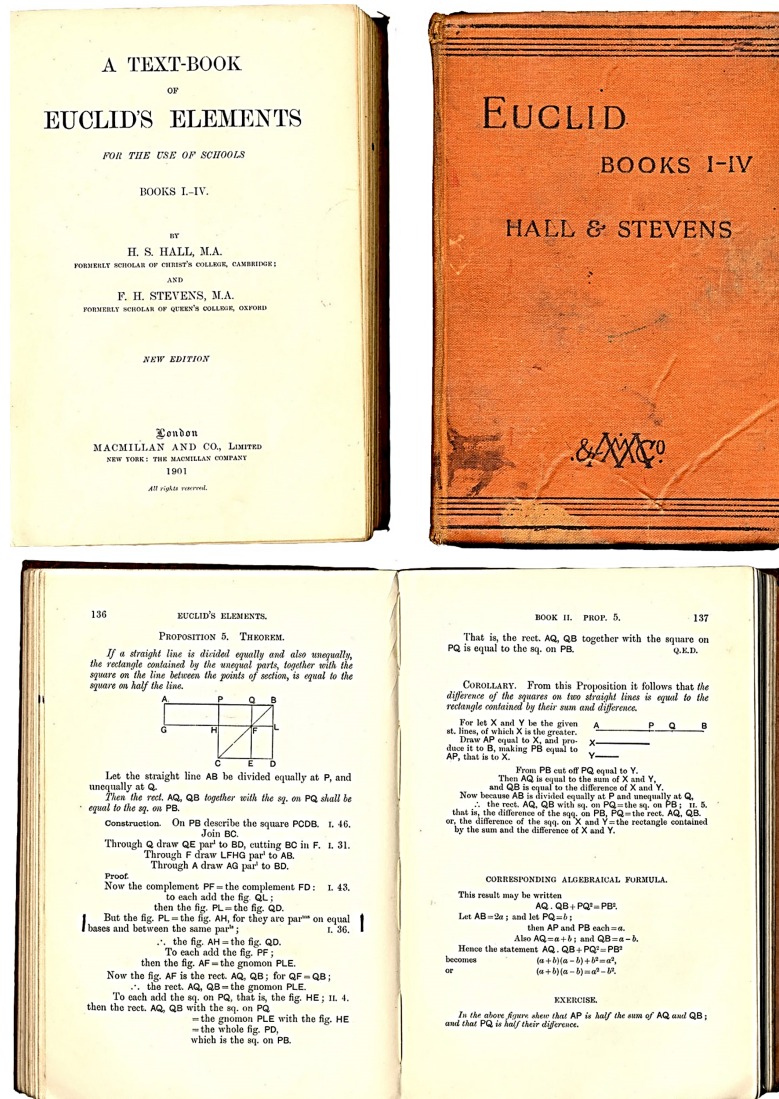 A TEXT-BOOK
OF
EUCLID'S ELEMENTS
FOR THE USE OF SCHOOLS
BOOKS I.–IV.
BY
H. S. HALL, M.A.
FORMERLY SCHOLAR OF CHRIST'S COLLEGE, CAMBRIDGE;
AND
F. H. STEVENS, M.A.
FORMERLY SCHOLAR OF QUEEN'S COLLEGE, OXFORD
NEW EDITION
London
MACMILLAN AND CO., LIMITED
NEW YORK: THE MACMILLAN COMPANY
1901
All rights reserved.
EUCLID
BOOKS I-IV
HALL & STEVENS
&MCo.
136 EUCLID'S ELEMENTS.
PROPOSITION 5. THEOREM.
If a straight line is divided equally and also unequally,
the rectangle contained by the unequal parts, together with the
square on the line between the points of section, is equal to the
square on half the line.
A P Q B
G H F L
C E D
Let the straight line AB be divided equally at P, and
unequally at Q.
Then the rect. AQ, QB together with the sq. on PQ shall be
equal to the sq. on PB.
Construction. On PB describe the square PCDB. I. 46.
Join BC.
Through Q draw QE parˡ to BD, cutting BC in F. I. 31.
Through F draw LFHG parˡ to AB.
Through A draw AG parˡ to BD.
Proof.
Now the complement PF = the complement FD: I. 43.
to each add the fig. QL;
then the fig. PL = the fig. QD.
But the fig. PL = the fig. AH, for they are parᵐˢ on equal
bases and between the same parˡˢ; I. 36.
∴ the fig. AH = the fig. QD.
To each add the fig. PF;
then the fig. AF = the gnomon PLE.
Now the fig. AF is the rect. AQ, QB; for QF = QB;
∴ the rect. AQ, QB = the gnomon PLE.
To each add the sq. on PQ, that is, the fig. HE; II. 4.
then the rect. AQ, QB with the sq. on PQ
= the gnomon PLE with the fig. HE
= the whole fig. PD,
which is the sq. on PB.
BOOK II. PROP. 5. 137
That is, the rect. AQ, QB together with the square on
PQ is equal to the sq. on PB. Q.E.D.
COROLLARY. From this Proposition it follows that the
difference of the squares on two straight lines is equal to the
rectangle contained by their sum and difference.
For let X and Y be the given
st. lines, of which X is the greater.
Draw AP equal to X, and pro-
duce it to B, making PB equal to
AP, that is to X.
A P Q B
X
Y
From PB cut off PQ equal to Y.
Then AQ is equal to the sum of X and Y,
and QB is equal to the difference of X and Y.
Now because AB is divided equally at P and unequally at Q,
∴ the rect. AQ, QB with sq. on PQ = the sq. on PB; II. 5.
that is, the difference of the sqq. on PB, PQ = the rect. AQ, QB.
or, the difference of the sqq. on X and Y = the rectangle contained
by the sum and the difference of X and Y.
CORRESPONDING ALGEBRAICAL FORMULA.
This result may be written
AQ . QB + PQ² = PB².
Let AB = 2a; and let PQ = b;
then AP and PB each = a.
Also AQ = a + b; and QB = a − b.
Hence the statement AQ . QB + PQ² = PB²
becomes (a + b)(a − b) + b² = a²,
or (a + b)(a − b) = a² − b².
EXERCISE.
In the above figure shew that AP is half the sum of AQ and QB;
and that PQ is half their difference.